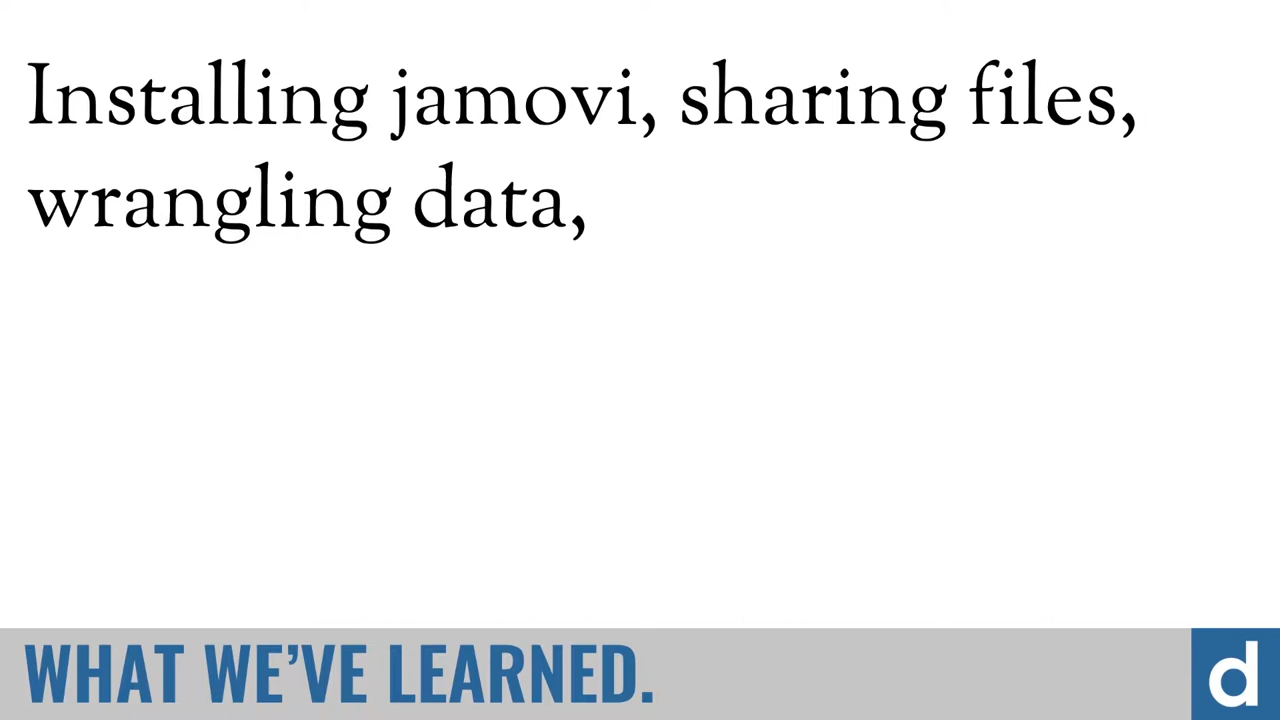 Installing jamovi, sharing files,
wrangling data,
WHAT WE’VE LEARNED.
d